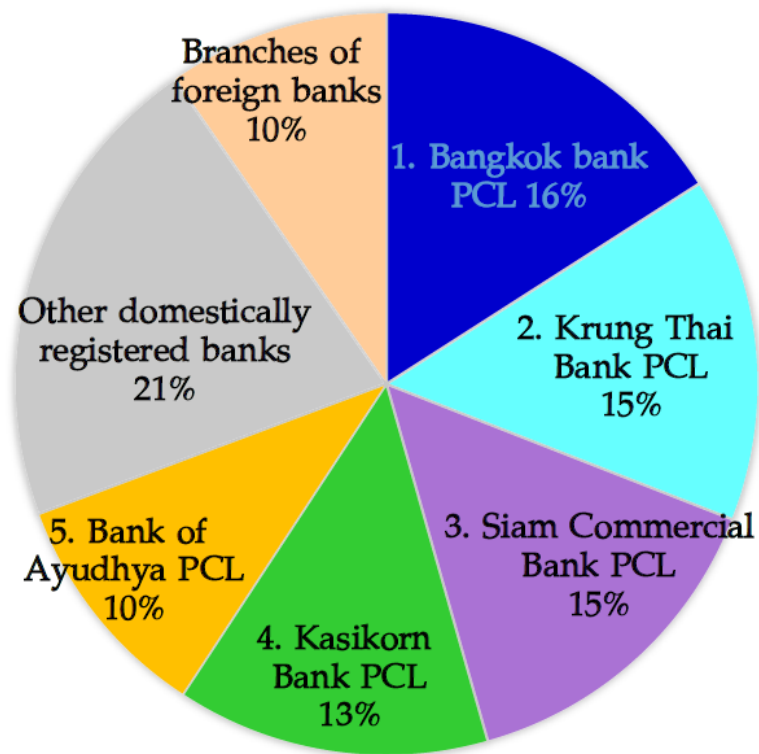 Branches of
foreign banks
10%
1. Bangkok bank
PCL 16%
2. Krung Thai
Bank PCL
15%
3. Siam Commercial
Bank PCL
15%
4. Kasikorn
Bank PCL
13%
5. Bank of
Ayudhya PCL
10%
Other domestically
registered banks
21%